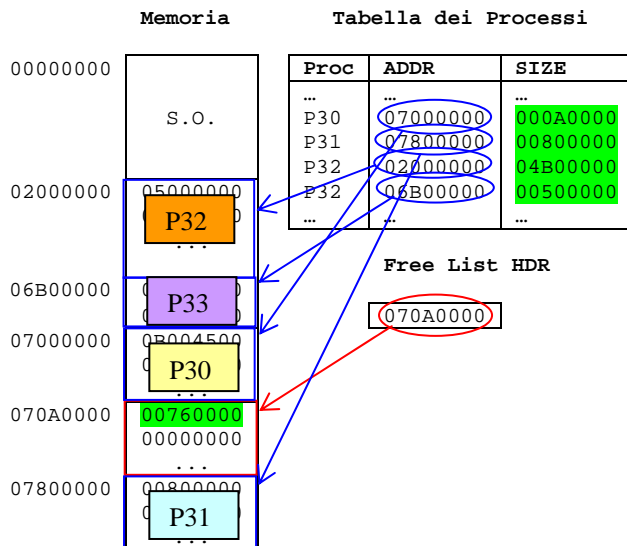 Memoria
Tabella dei Processi
00000000
S.O.
Proc ADDR SIZE
… … …
P30 07000000 000A0000
P31 07800000 00800000
P32 02000000 04B00000
P32 06B00000 00500000
… … …
02000000 05000000
P32
...
Free List HDR
06B00000
P33
070A0000
07000000 0B004500
P30
...
070A0000 00760000
00000000
...
07800000 00800000
P31
...